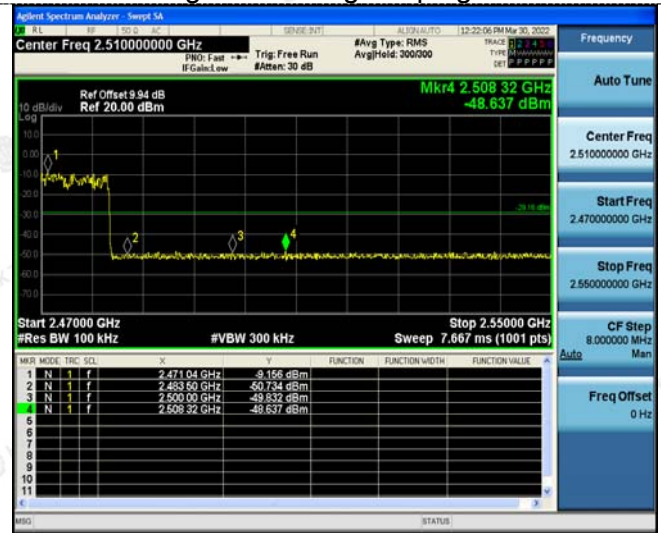 Agilent Spectrum Analyzer - Swept SA
RL RF 50 Ω AC SENSE:INT ALIGNAUTO 12:22:06 PM Mar 30, 2022
Center Freq 2.510000000 GHz
PNO: Fast
IFGain:Low
Trig: Free Run
#Atten: 30 dB
#Avg Type: RMS
Avg|Hold: 300/300
TRACE 1 2 3 4 5 6
TYPE
DET P P P P P P
Ref Offset 9.94 dB
10 dB/div Ref 20.00 dBm
Log
Mkr4 2.508 32 GHz
-48.637 dBm
10.0
0.00
-10.0
-20.0
-30.0
-40.0
-50.0
-60.0
-70.0
1
2
3
4
-29.16 dBm
Start 2.47000 GHz Stop 2.55000 GHz
#Res BW 100 kHz #VBW 300 kHz Sweep 7.667 ms (1001 pts)
MKR MODE TRC SCL X Y FUNCTION FUNCTION WIDTH FUNCTION VALUE
1 N 1 f 2.471 04 GHz -9.156 dBm
2 N 1 f 2.483 50 GHz -50.734 dBm
3 N 1 f 2.500 00 GHz -49.832 dBm
4 N 1 f 2.508 32 GHz -48.637 dBm
5
6
7
8
9
10
11
MSG STATUS
Frequency
Auto Tune
Center Freq
2.510000000 GHz
Start Freq
2.470000000 GHz
Stop Freq
2.550000000 GHz
CF Step
8.000000 MHz
Auto Man
Freq Offset
0 Hz